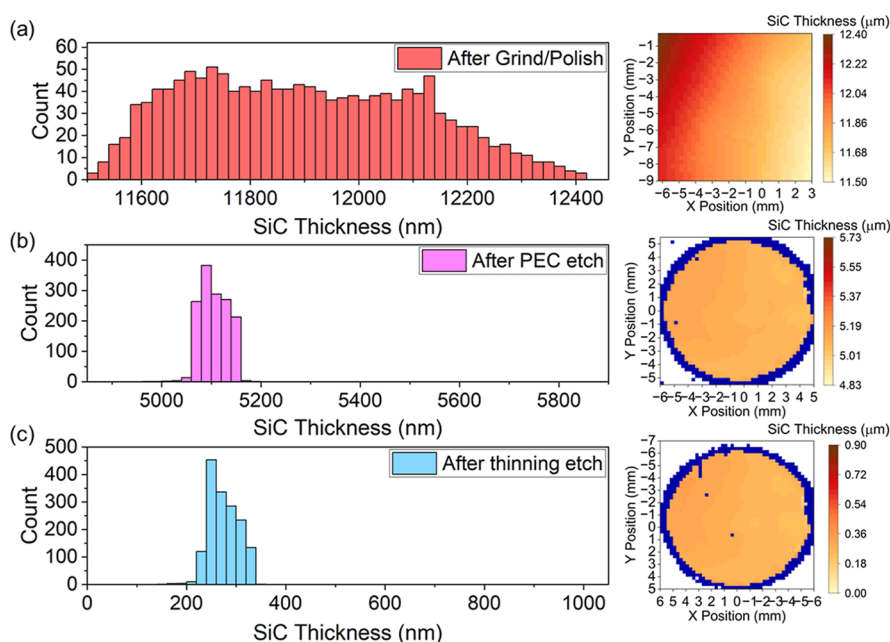 (a)
After Grind/Polish
Count
60
50
40
30
20
10
0
11600 11800 12000 12200 12400
SiC Thickness (nm)
SiC Thickness (μm)
Y Position (mm)
-1
-2
-3
-4
-5
-6
-7
-8
-9
-6 -5 -4 -3 -2 -1 0 1 2 3
X Position (mm)
12.40
12.22
12.04
11.86
11.68
11.50
(b)
After PEC etch
Count
400
300
200
100
0
5000 5200 5400 5600 5800
SiC Thickness (nm)
SiC Thickness (μm)
Y Position (mm)
5
4
3
2
1
0
-1
-2
-3
-4
-5
-6 -5 -4 -3 -2 -1 0 1 2 3 4 5
X Position (mm)
5.73
5.55
5.37
5.19
5.01
4.83
(c)
After thinning etch
Count
500
400
300
200
100
0
0 200 400 600 800 1000
SiC Thickness (nm)
SiC Thickness (μm)
Y Position (mm)
-7
-6
-5
-4
-3
-2
-1
0
1
2
3
4
5
6 5 4 3 2 1 0 -1 -2 -3 -4 -5 -6
X Position (mm)
0.90
0.72
0.54
0.36
0.18
0.00